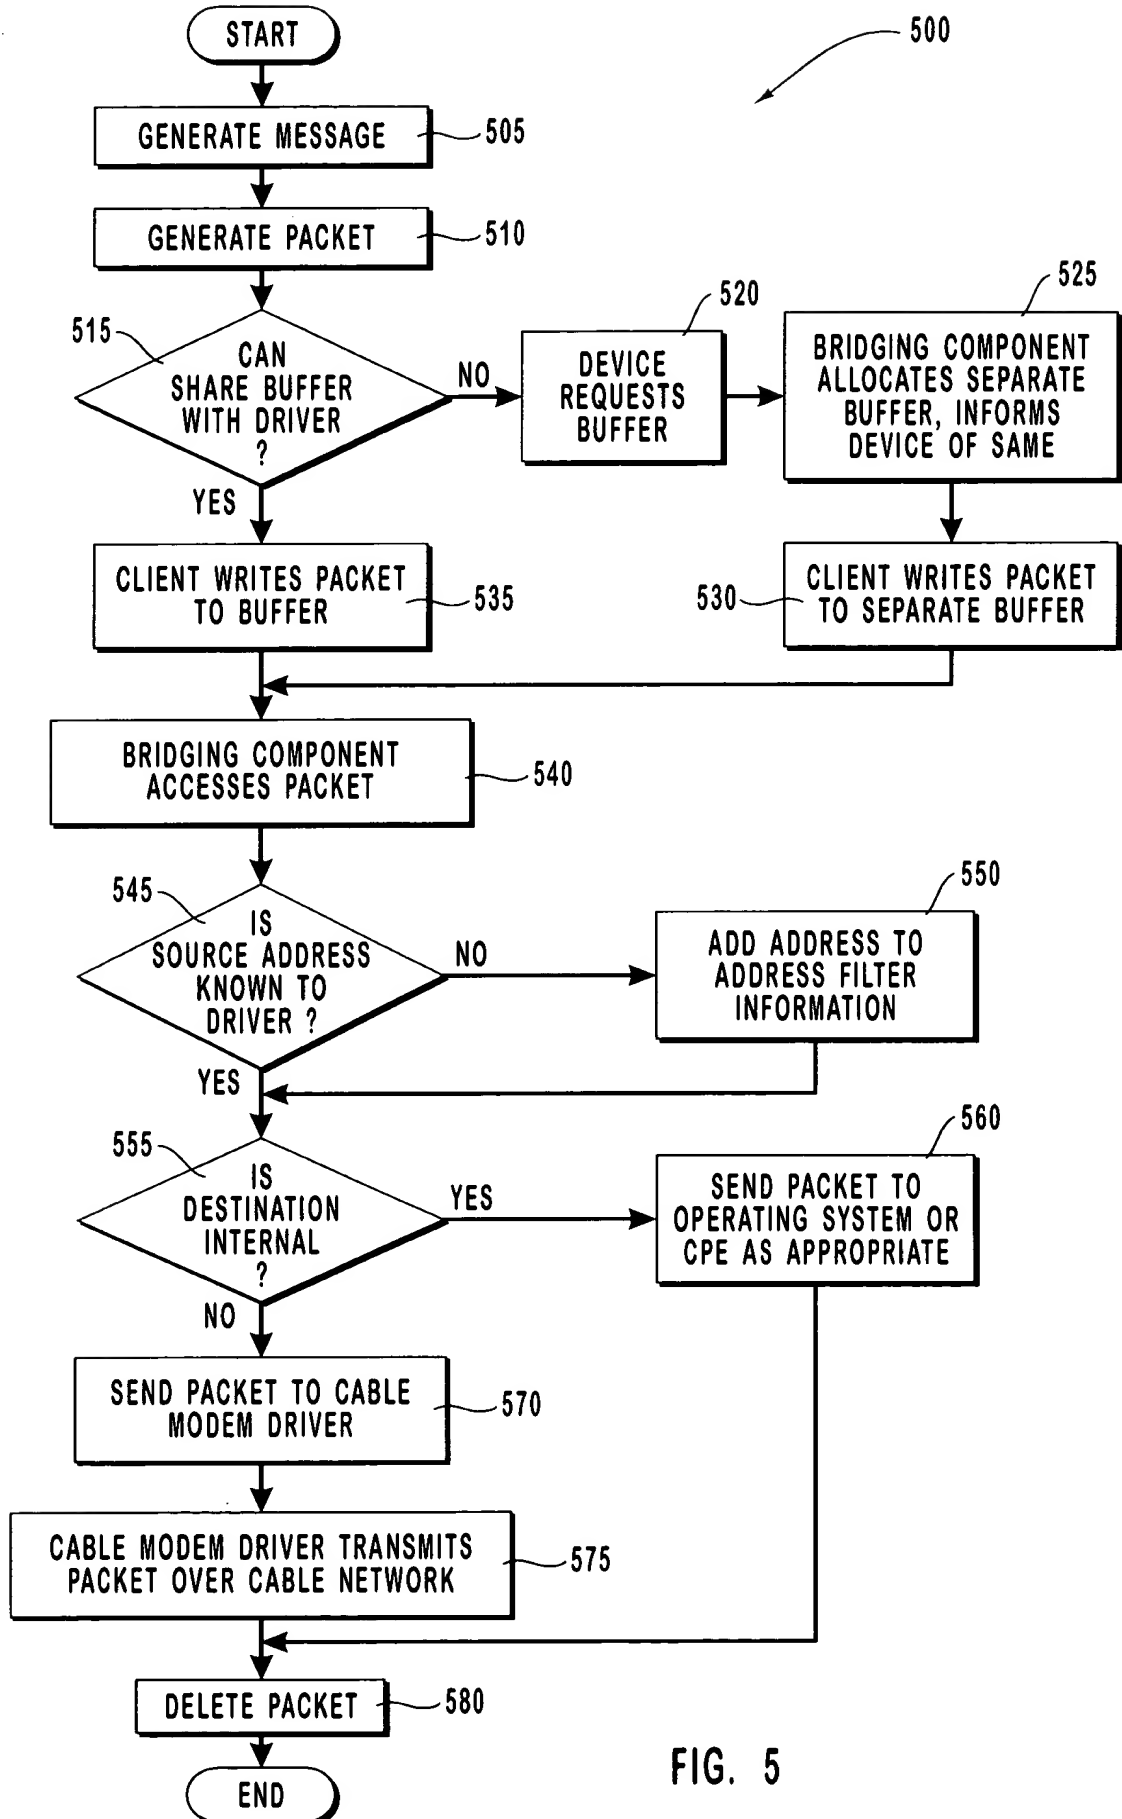 START
500
GENERATE MESSAGE
505
GENERATE PACKET
510
515
CAN
SHARE BUFFER
WITH DRIVER
?
NO
YES
520
DEVICE
REQUESTS
BUFFER
525
BRIDGING COMPONENT
ALLOCATES SEPARATE
BUFFER, INFORMS
DEVICE OF SAME
CLIENT WRITES PACKET
TO BUFFER
535
530
CLIENT WRITES PACKET
TO SEPARATE BUFFER
BRIDGING COMPONENT
ACCESSES PACKET
540
545
IS
SOURCE ADDRESS
KNOWN TO
DRIVER ?
NO
YES
550
ADD ADDRESS TO
ADDRESS FILTER
INFORMATION
555
IS
DESTINATION
INTERNAL
?
YES
NO
560
SEND PACKET TO
OPERATING SYSTEM OR
CPE AS APPROPRIATE
SEND PACKET TO CABLE
MODEM DRIVER
570
CABLE MODEM DRIVER TRANSMITS
PACKET OVER CABLE NETWORK
575
DELETE PACKET
580
END
FIG. 5